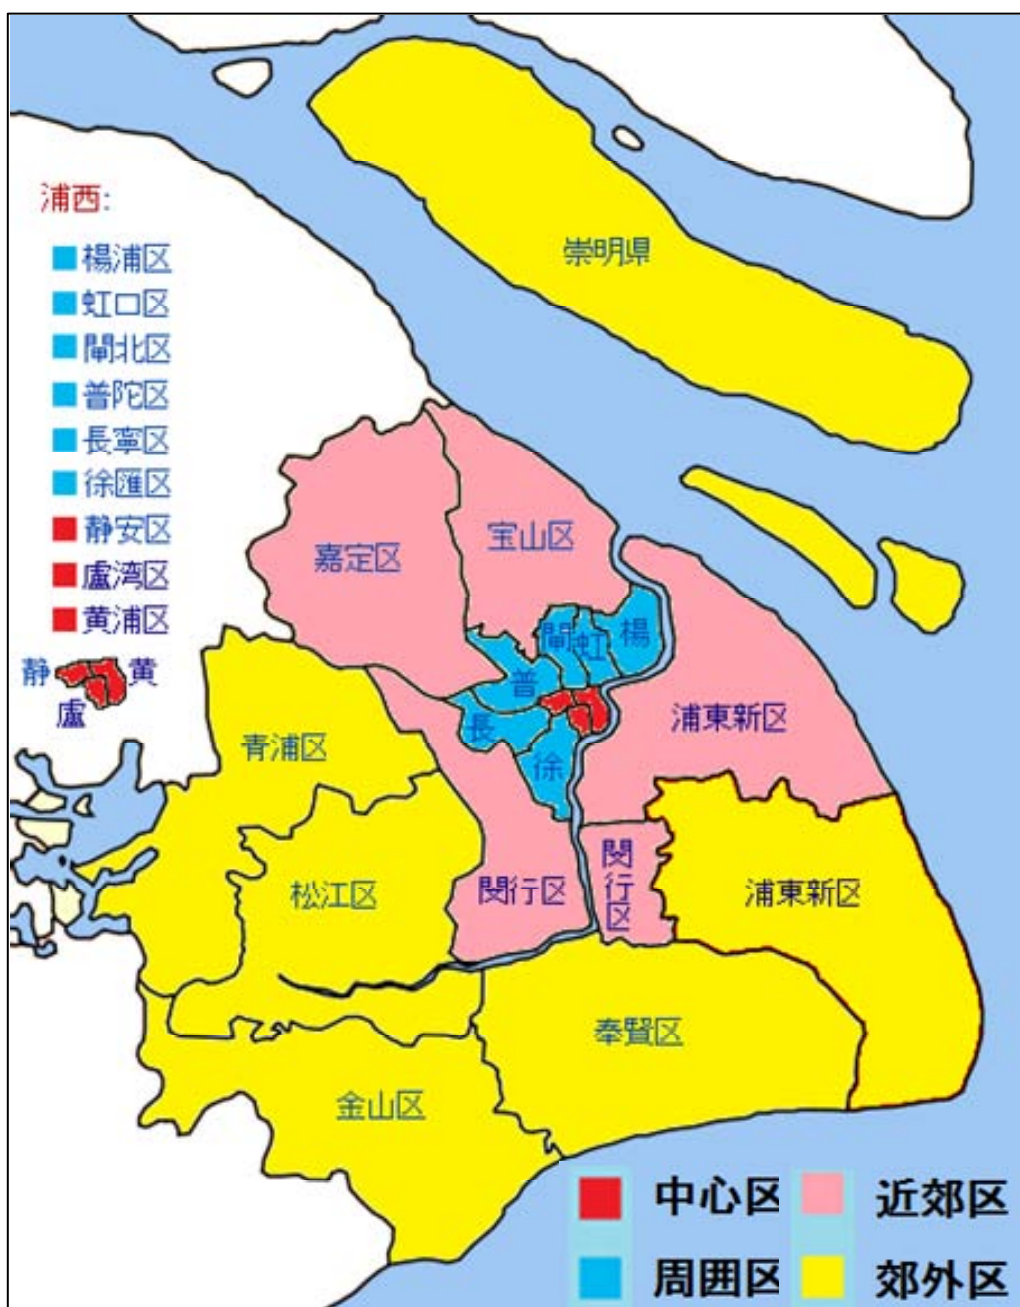 浦西:
楊浦区
虹口区
閘北区
普陀区
長寧区
徐匯区
静安区
盧湾区
黄浦区
静
黄
盧
崇明県
宝山区
嘉定区
閘
虹
楊
普
長
徐
浦東新区
青浦区
松江区
閔行区
閔行区
浦東新区
奉賢区
金山区
中心区
近郊区
周囲区
郊外区